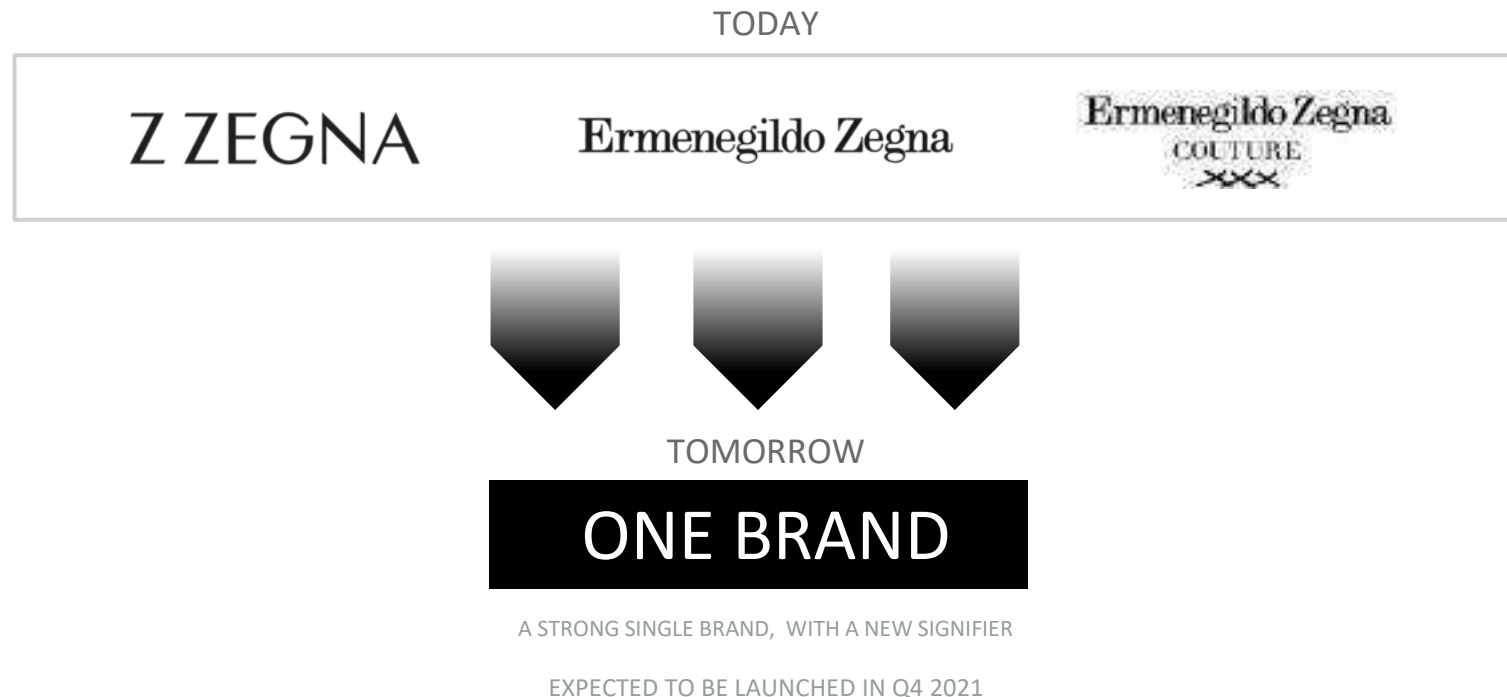 TODAY
Z ZEGNA
Ermenegildo Zegna
Ermenegildo Zegna
COUTURE
XXX
TOMORROW
ONE BRAND
A STRONG SINGLE BRAND, WITH A NEW SIGNIFIER
EXPECTED TO BE LAUNCHED IN Q4 2021